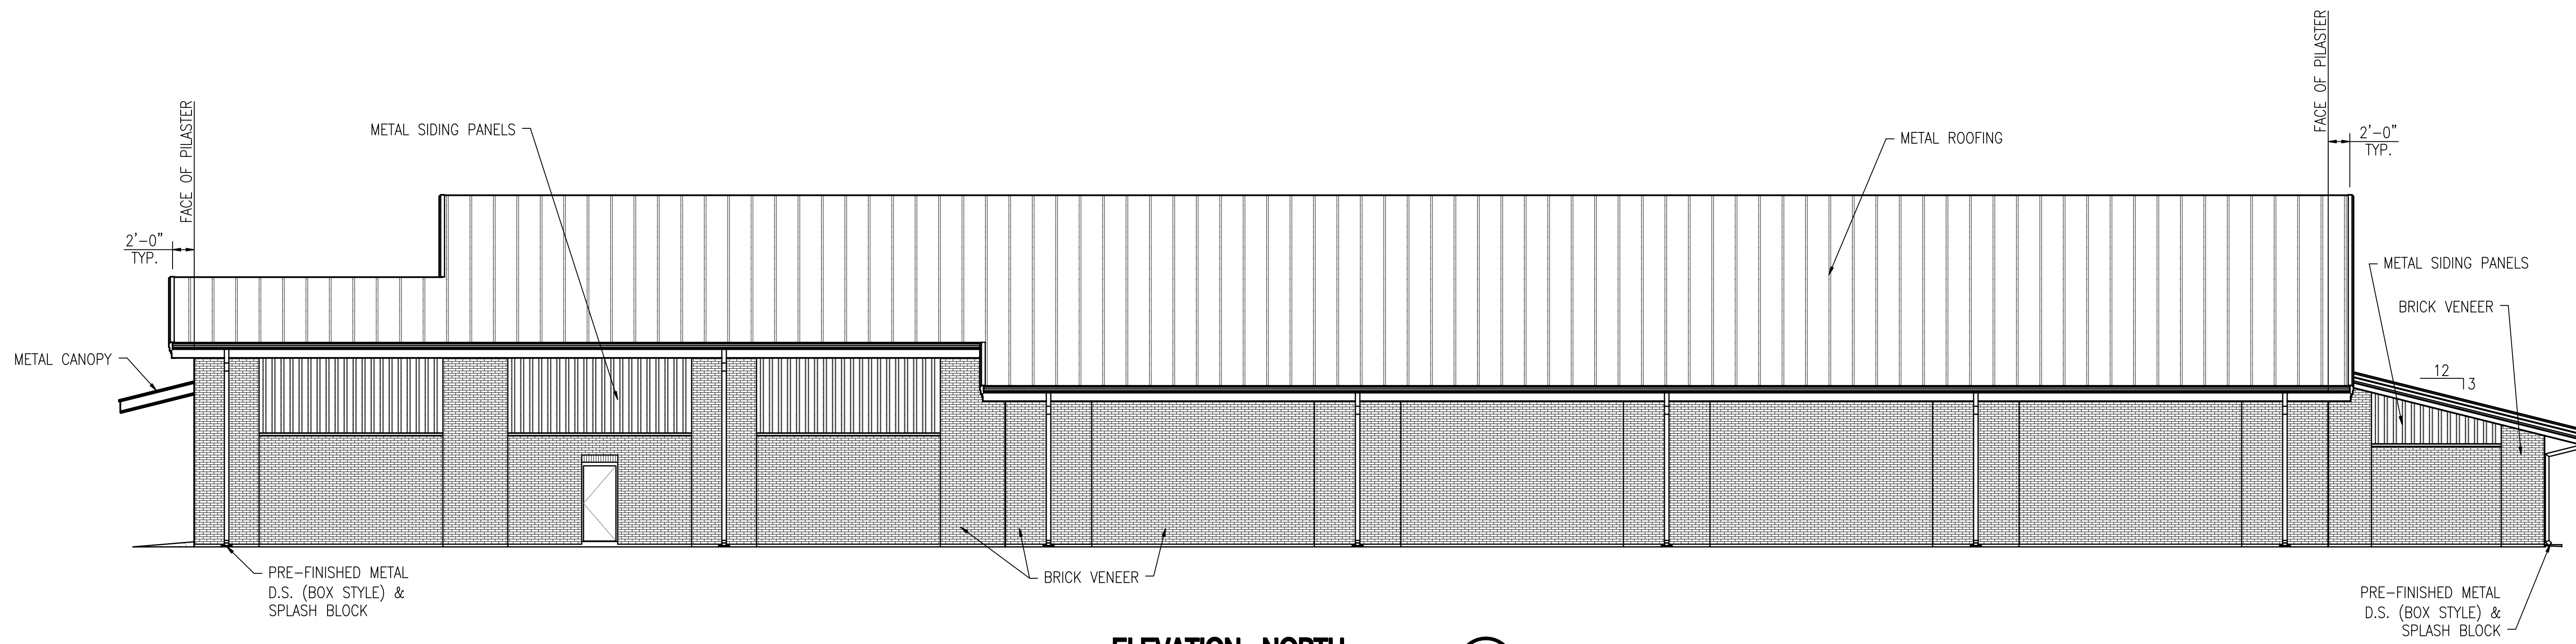 FACE OF PILASTER
METAL SIDING PANELS
METAL ROOFING
FACE OF PILASTER
2'-0"
TYP.
2'-0"
TYP.
METAL SIDING PANELS
BRICK VENEER
METAL CANOPY
12
3
PRE-FINISHED METAL
D.S. (BOX STYLE) &
SPLASH BLOCK
BRICK VENEER
PRE-FINISHED METAL
D.S. (BOX STYLE) &
SPLASH BLOCK
ELEVATION - NORTH